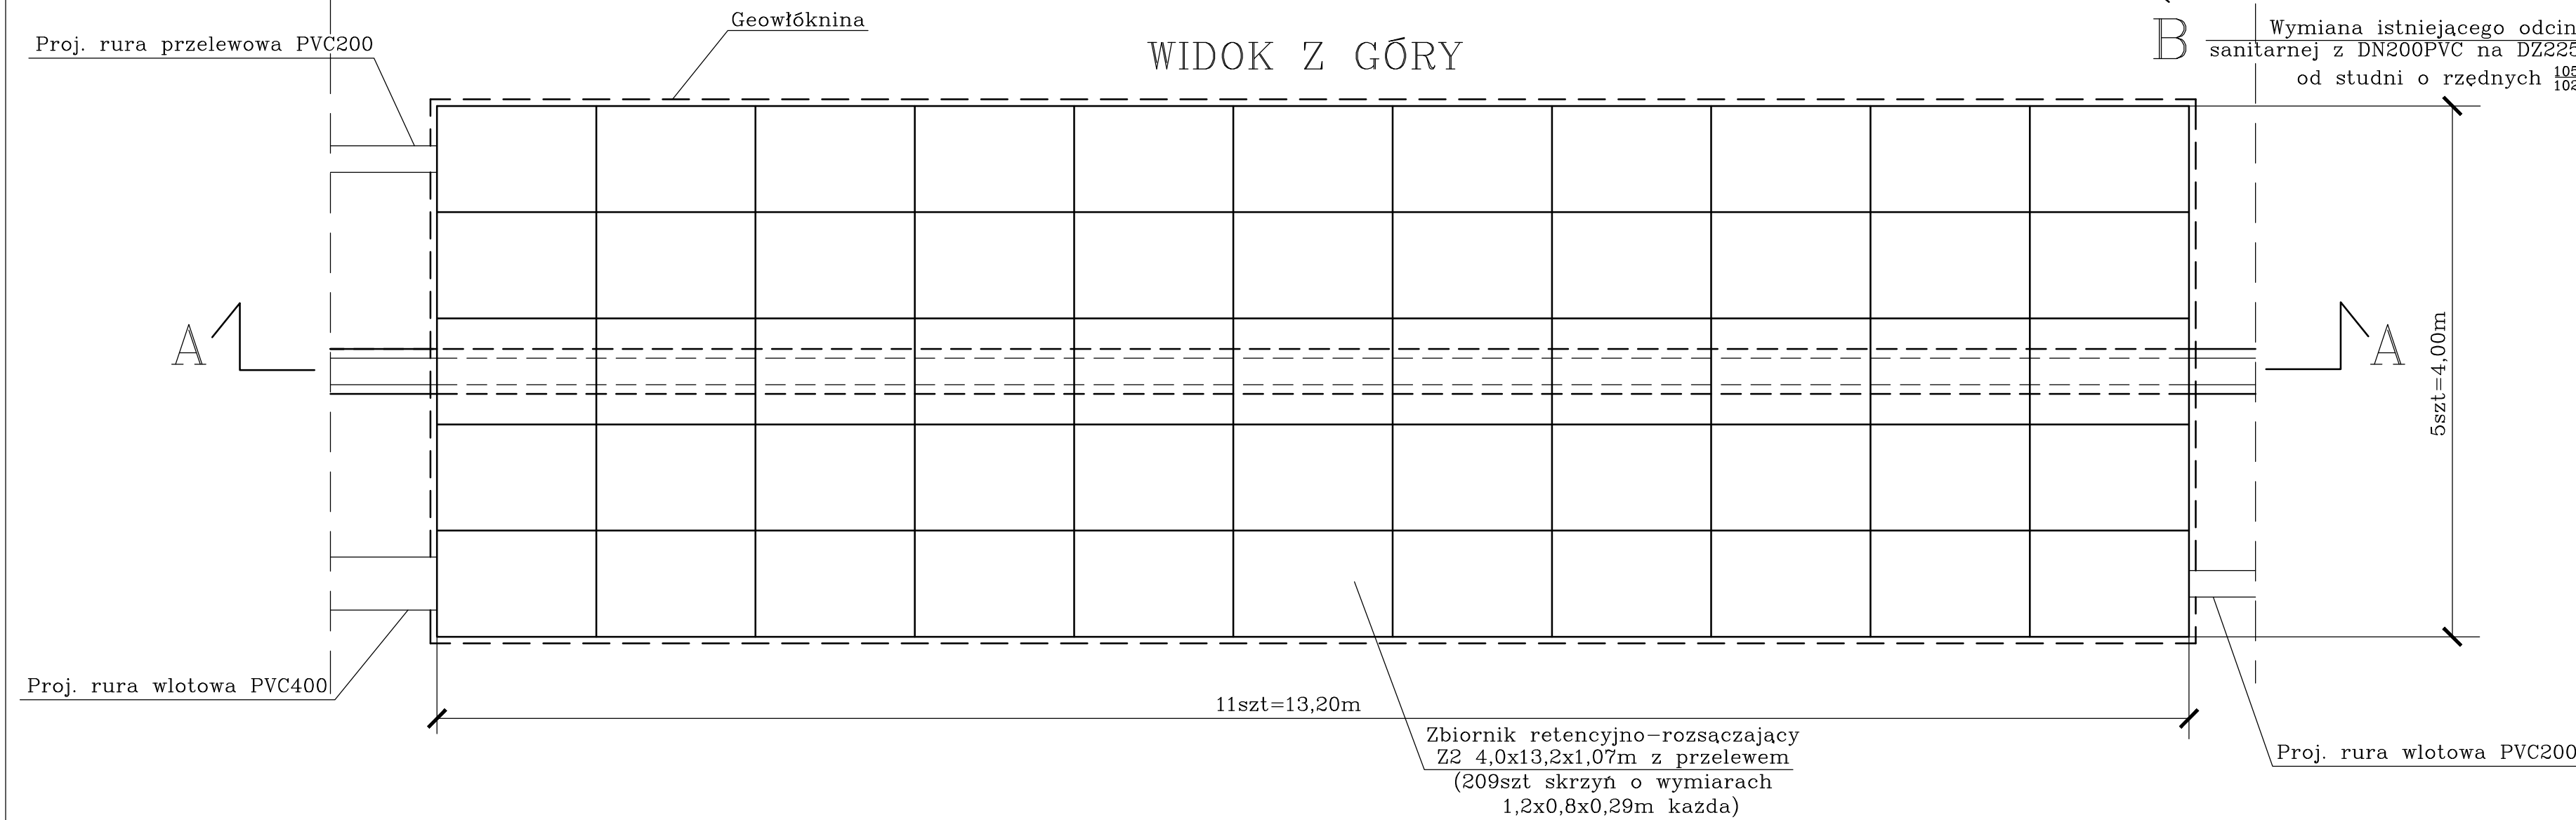 Geowłóknina
Proj. rura przelewowa PVC200
WIDOK Z GÓRY
B
Wymiana istniejącego odcin
sanitarnej z DN200PVC na DZ225
od studni o rzędnych 105
102
A
A
5szt=4,00m
Proj. rura wlotowa PVC400
11szt=13,20m
Zbiornik retencyjno-rozsączający
Z2 4,0x13,2x1,07m z przelewem
(209szt skrzyń o wymiarach
1,2x0,8x0,29m każda)
Proj. rura wlotowa PVC200